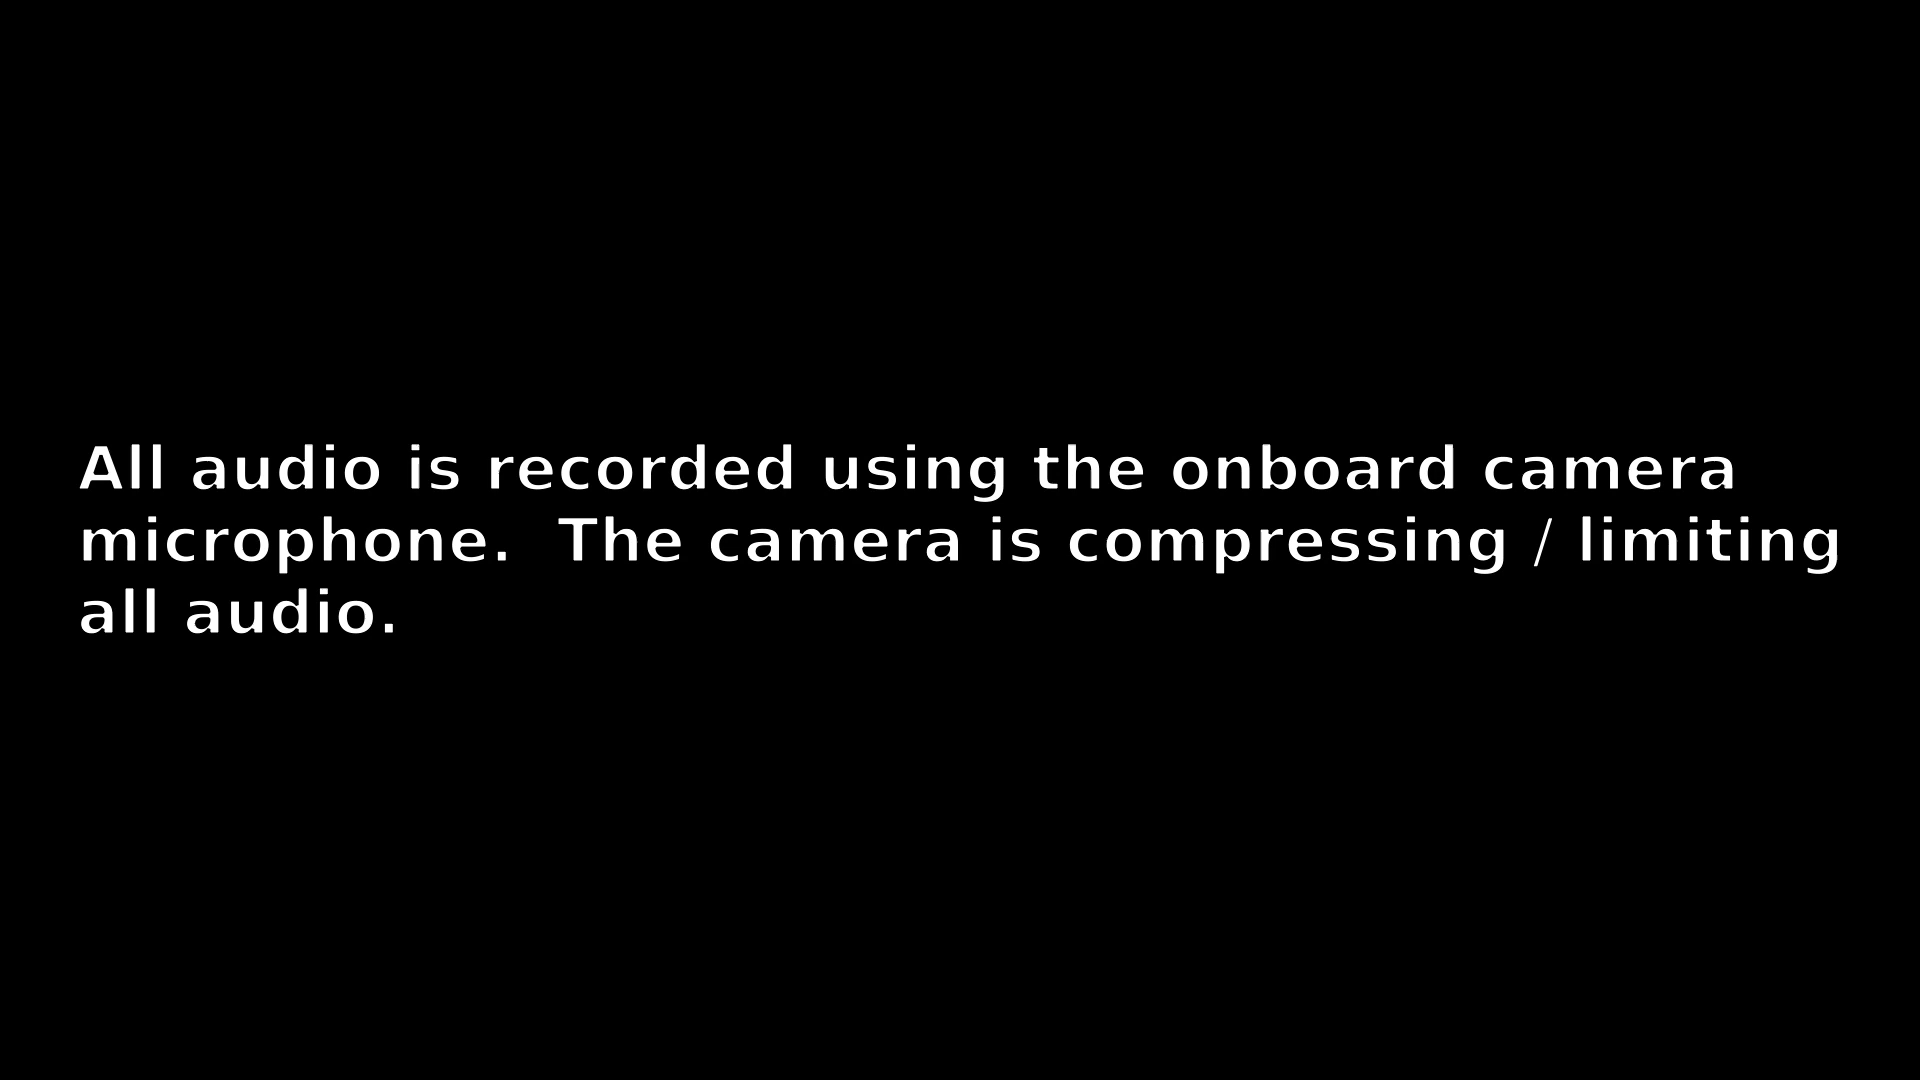 All audio is recorded using the onboard camera
microphone.  The camera is compressing / limiting
all audio.